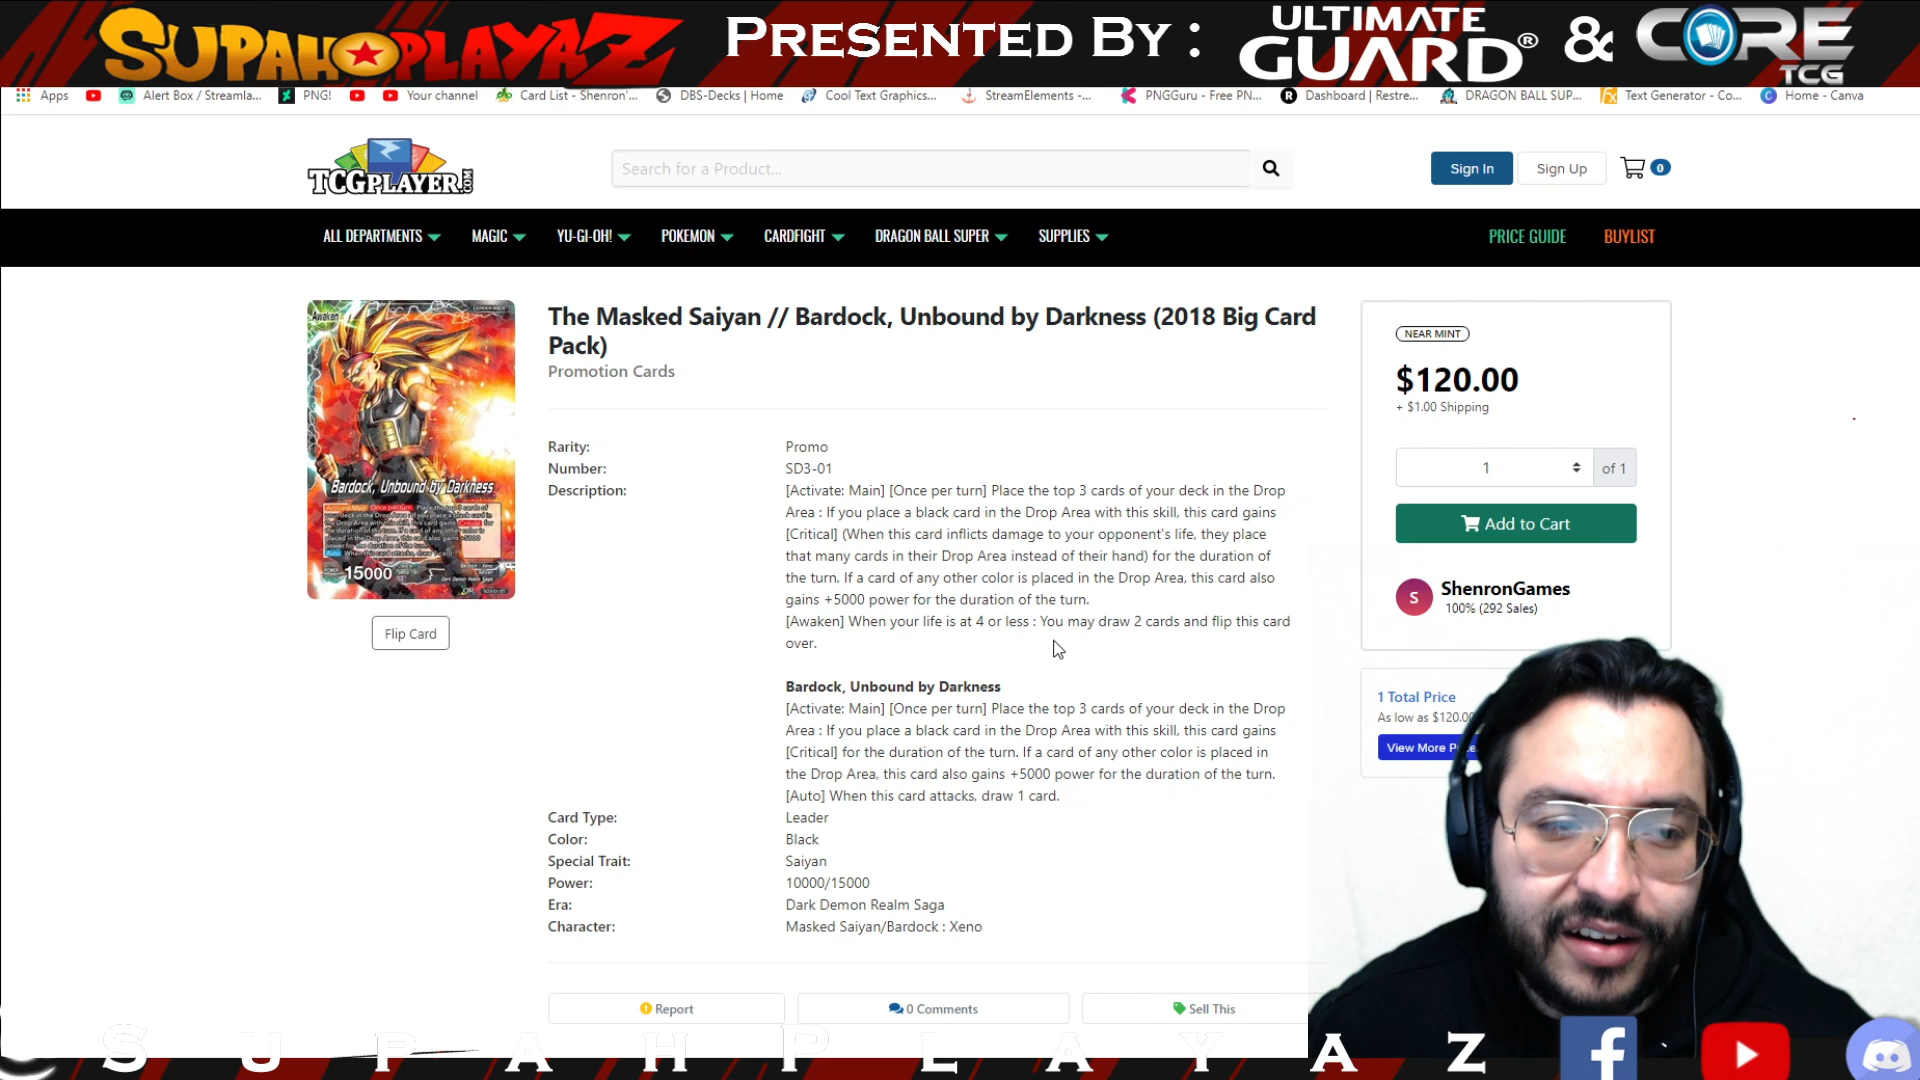 SUPAHPLAYAZ PRESENTED BY : ULTIMATE GUARD® & CORE TCG
Apps Alert Box / Streamla... PNG! Your channel Card List - Shenron'... DBS-Decks | Home Cool Text Graphics... StreamElements -... PNGGuru - Free PN... Dashboard | Restre... DRAGON BALL SUP... Text Generator - Co... Home - Canva
TCGPLAYER.COM Search for a Product... Sign In Sign Up 0
ALL DEPARTMENTS MAGIC YU-GI-OH! POKEMON CARDFIGHT DRAGON BALL SUPER SUPPLIES PRICE GUIDE BUYLIST
Awaken
Bardock, Unbound by Darkness
15000
Flip Card
The Masked Saiyan // Bardock, Unbound by Darkness (2018 Big Card
Pack)
Promotion Cards
Rarity: Promo
Number: SD3-01
Description: [Activate: Main] [Once per turn] Place the top 3 cards of your deck in the Drop
Area : If you place a black card in the Drop Area with this skill, this card gains
[Critical] (When this card inflicts damage to your opponent's life, they place
that many cards in their Drop Area instead of their hand) for the duration of
the turn. If a card of any other color is placed in the Drop Area, this card also
gains +5000 power for the duration of the turn.
[Awaken] When your life is at 4 or less : You may draw 2 cards and flip this card
over.
Bardock, Unbound by Darkness
[Activate: Main] [Once per turn] Place the top 3 cards of your deck in the Drop
Area : If you place a black card in the Drop Area with this skill, this card gains
[Critical] for the duration of the turn. If a card of any other color is placed in
the Drop Area, this card also gains +5000 power for the duration of the turn.
[Auto] When this card attacks, draw 1 card.
Card Type: Leader
Color: Black
Special Trait: Saiyan
Power: 10000/15000
Era: Dark Demon Realm Saga
Character: Masked Saiyan/Bardock : Xeno
Report 0 Comments Sell This
NEAR MINT
$120.00
+ $1.00 Shipping
1 of 1
Add to Cart
S ShenronGames
100% (292 Sales)
1 Total Price
As low as $120.00
View More
SUPAHPLAYAZ